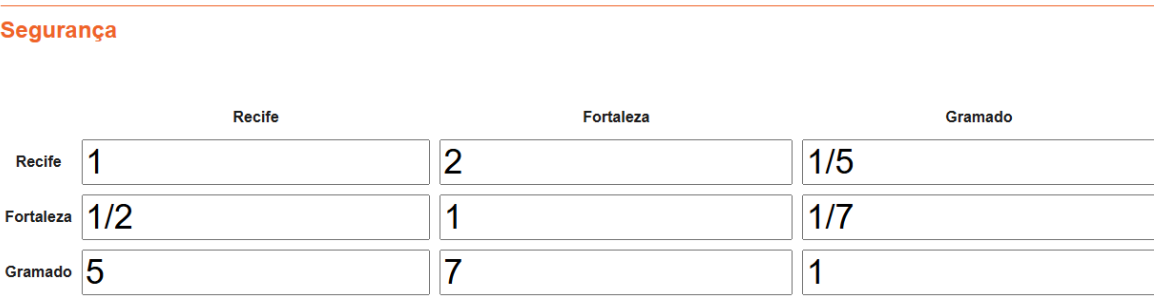 Segurança
Recife Fortaleza Gramado
Recife 1 2 1/5
Fortaleza 1/2 1 1/7
Gramado 5 7 1